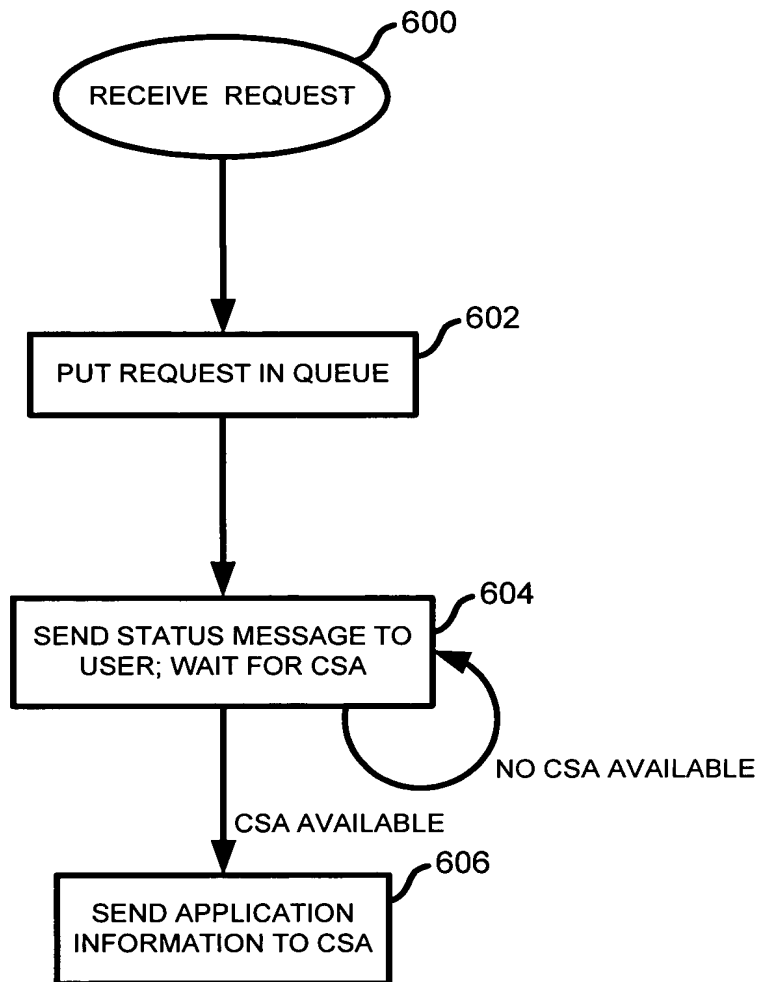 600
RECEIVE REQUEST
602
PUT REQUEST IN QUEUE
604
SEND STATUS MESSAGE TO
USER; WAIT FOR CSA
NO CSA AVAILABLE
CSA AVAILABLE
606
SEND APPLICATION
INFORMATION TO CSA